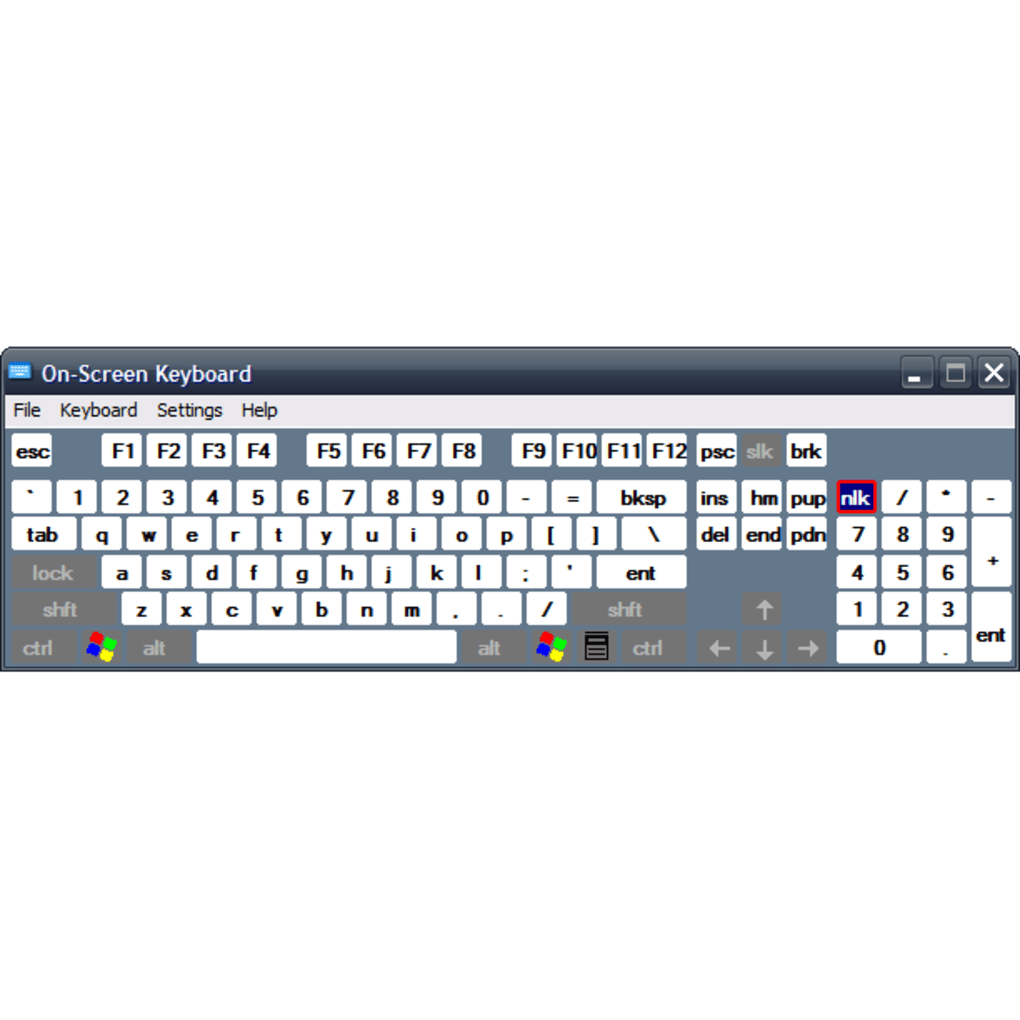 On-Screen Keyboard
File Keyboard Settings Help
esc F1 F2 F3 F4 F5 F6 F7 F8 F9 F10 F11 F12 psc slk brk
` 1 2 3 4 5 6 7 8 9 0 - = bksp ins hm pup nlk / * -
tab q w e r t y u i o p [ ] \ del end pdn 7 8 9 +
lock a s d f g h j k l ; ' ent 4 5 6
shft z x c v b n m , . / shft ↑ 1 2 3 ent
ctrl alt alt ctrl ← ↓ → 0 .